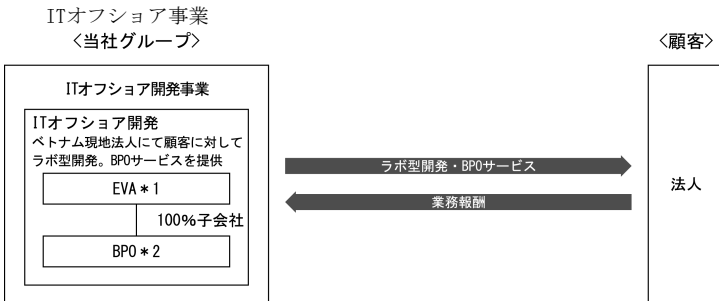 ITオフショア事業
〈当社グループ〉
〈顧客〉
ITオフショア開発事業
ITオフショア開発
ベトナム現地法人にて顧客に対して
ラボ型開発。BPOサービスを提供
EVA＊1
100%子会社
BPO＊2
ラボ型開発・BPOサービス
業務報酬
法人